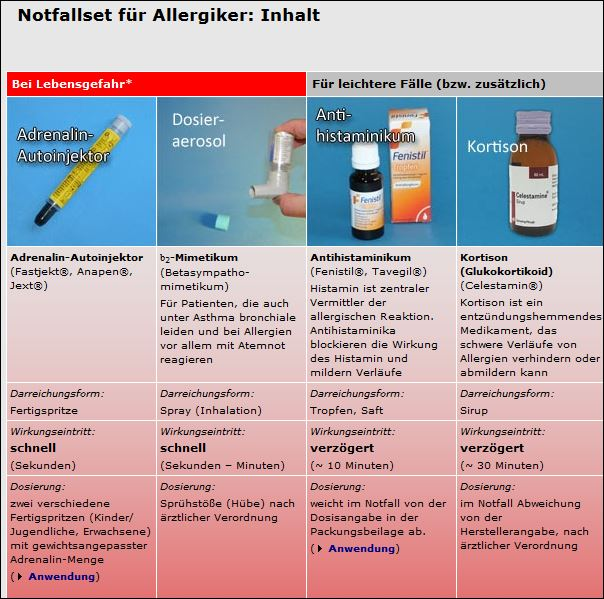 Notfallset für Allergiker: Inhalt
Bei Lebensgefahr*
Für leichtere Fälle (bzw. zusätzlich)
Adrenalin-
Autoinjektor
Dosier-
aerosol
Anti-
histaminikum
Fenistil
Tropfen
Fenistil
Kortison
Celestamine
Sirup
Adrenalin-Autoinjektor
(Fastjekt®, Anapen®,
Jext®)
b2-Mimetikum
(Betasympatho-
mimetikum)
Für Patienten, die auch
unter Asthma bronchiale
leiden und bei Allergien
vor allem mit Atemnot
reagieren
Antihistaminikum
(Fenistil®, Tavegil®)
Histamin ist zentraler
Vermittler der
allergischen Reaktion.
Antihistaminika
blockieren die Wirkung
des Histamin und
mildern Verläufe
Kortison
(Glukokortikoid)
(Celestamin®)
Kortison ist ein
entzündungshemmendes
Medikament, das
schwere Verläufe von
Allergien verhindern oder
abmildern kann
Darreichungsform:
Fertigspritze
Darreichungsform:
Spray (Inhalation)
Darreichungsform:
Tropfen, Saft
Darreichungsform:
Sirup
Wirkungseintritt:
schnell
(Sekunden)
Wirkungseintritt:
schnell
(Sekunden – Minuten)
Wirkungseintritt:
verzögert
(~ 10 Minuten)
Wirkungseintritt:
verzögert
(~ 30 Minuten)
Dosierung:
zwei verschiedene
Fertigspritzen (Kinder/
Jugendliche, Erwachsene)
mit gewichtsangepasster
Adrenalin-Menge
(Anwendung)
Dosierung:
Sprühstöße (Hübe) nach
ärztlicher Verordnung
Dosierung:
weicht im Notfall von der
Dosisangabe in der
Packungsbeilage ab.
(Anwendung)
Dosierung:
im Notfall Abweichung
von der
Herstellerangabe, nach
ärztlicher Verordnung